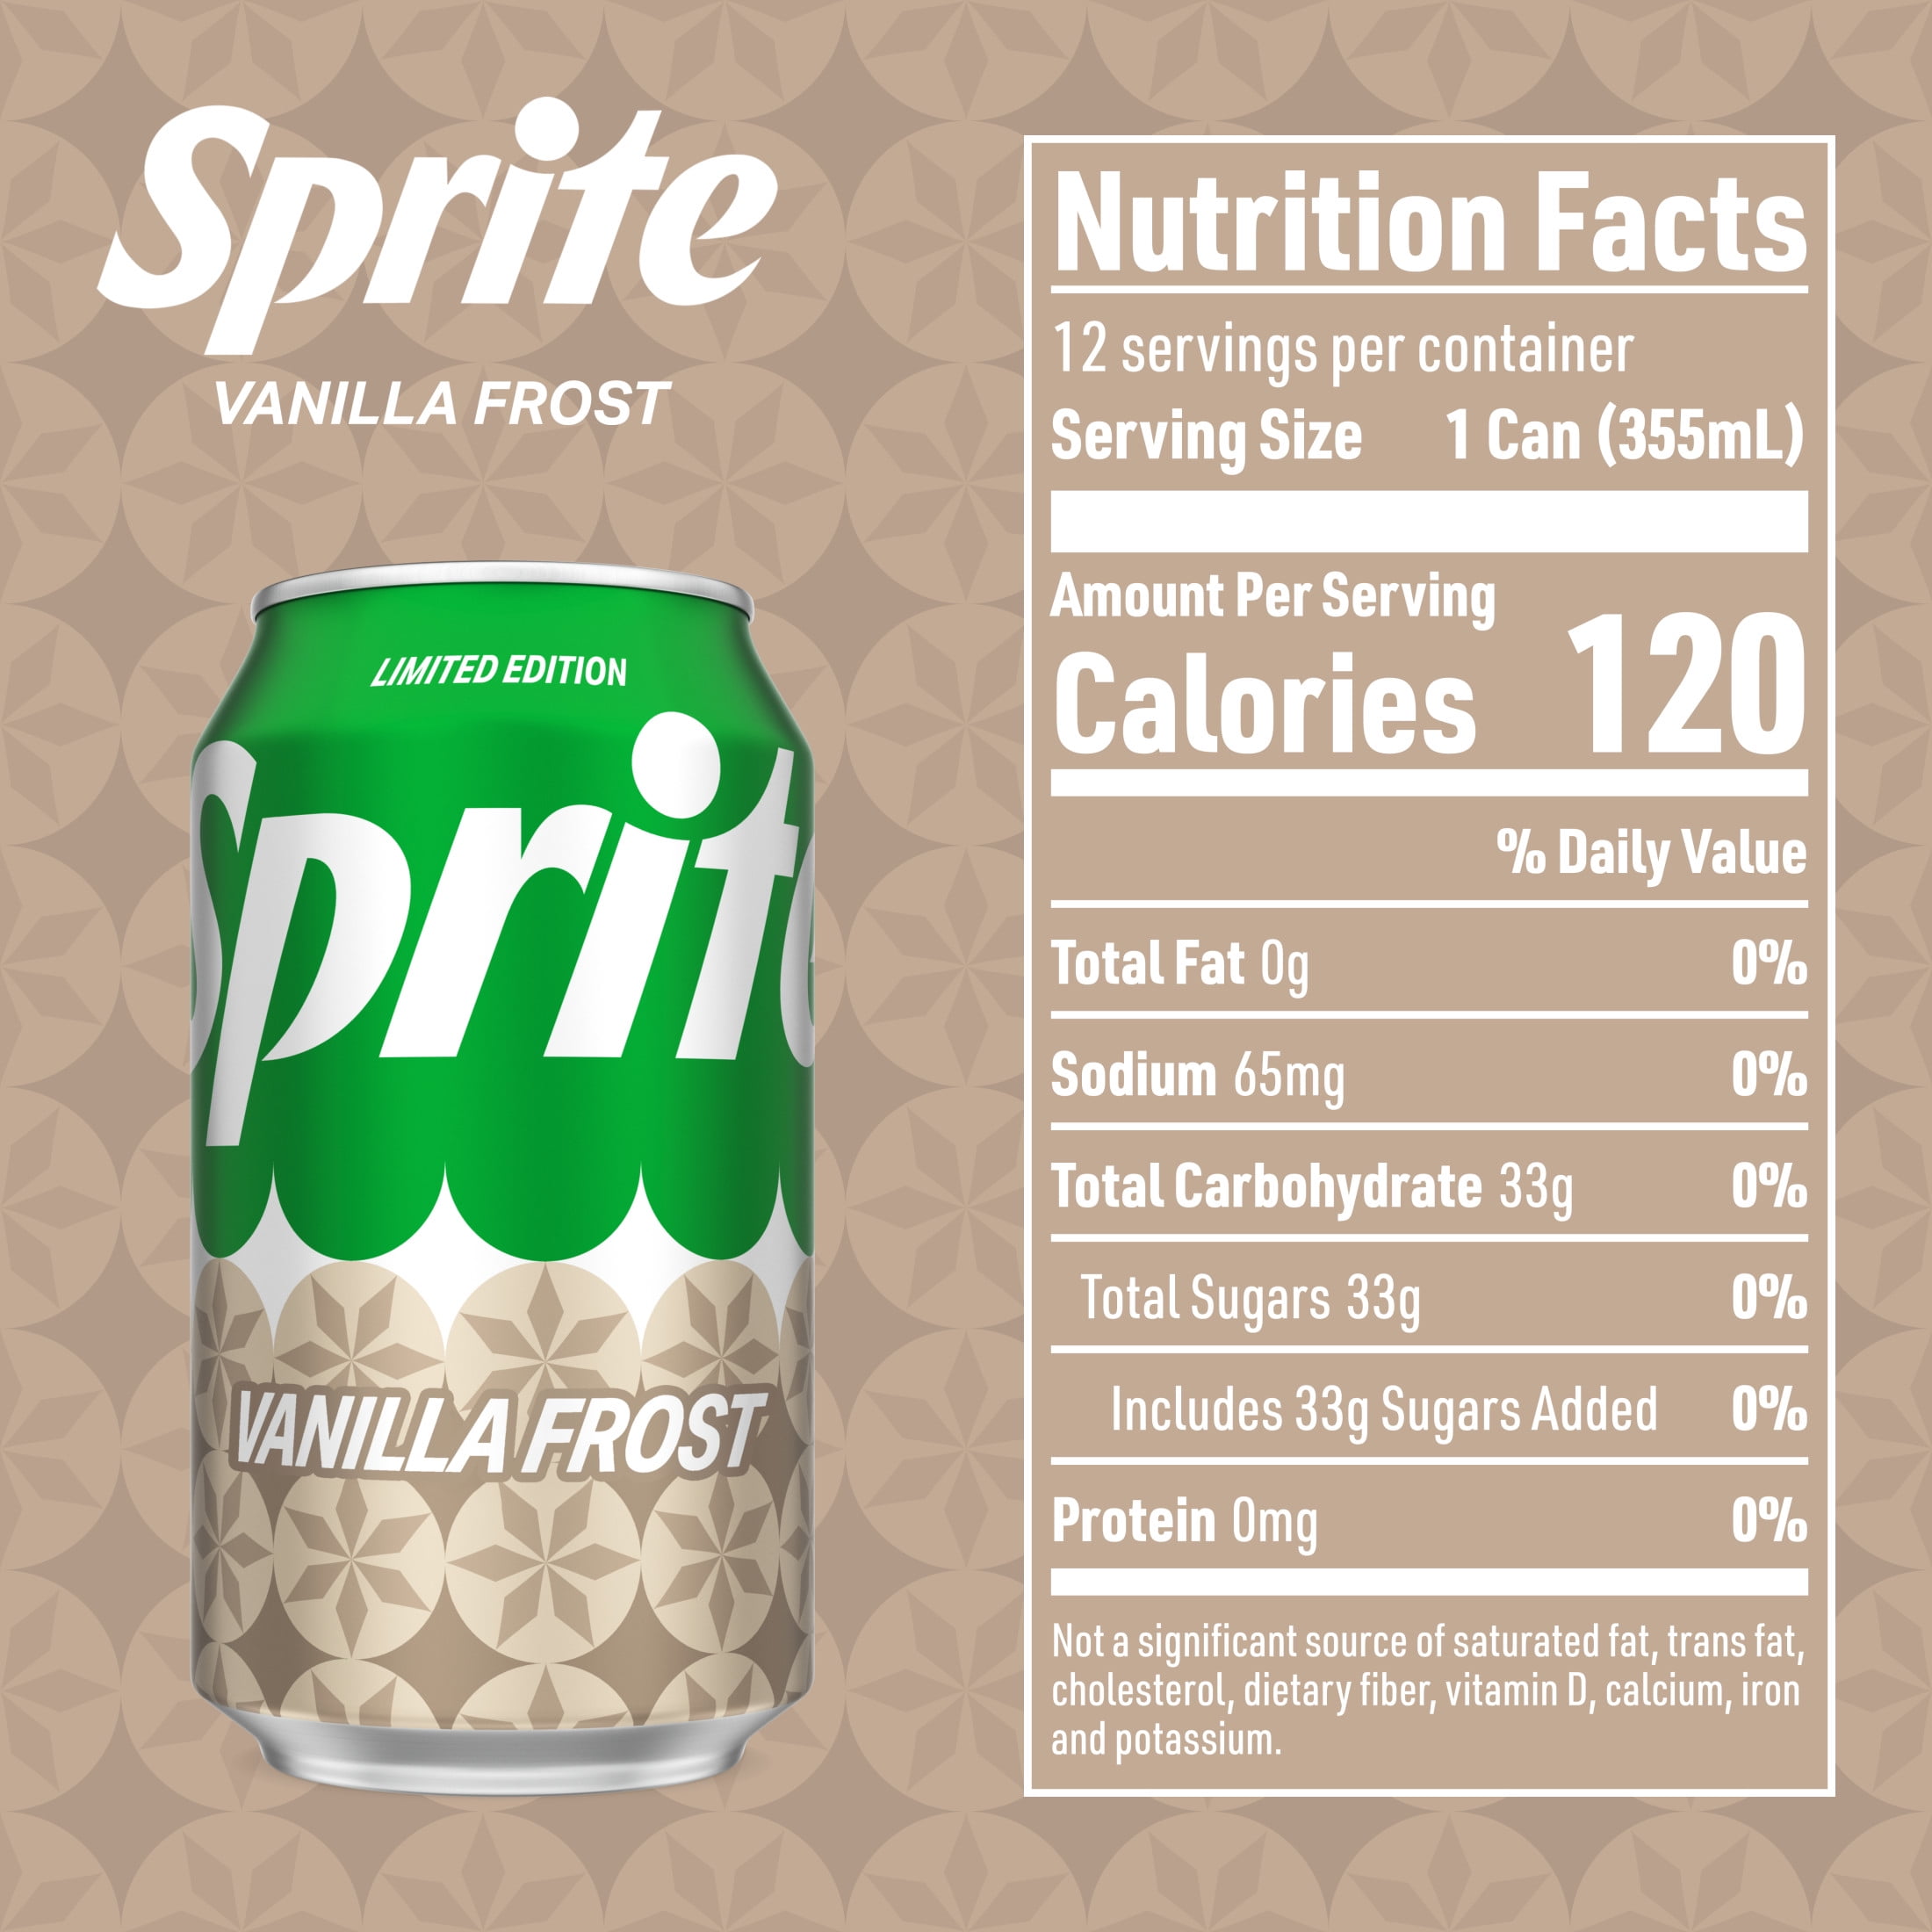 Sprite
VANILLA FROST
LIMITED EDITION
Sprite
VANILLA FROST
Nutrition Facts
12 servings per container
Serving Size 1 Can (355mL)
Amount Per Serving
Calories 120
% Daily Value
Total Fat 0g 0%
Sodium 65mg 0%
Total Carbohydrate 33g 0%
Total Sugars 33g 0%
Includes 33g Sugars Added 0%
Protein 0mg 0%
Not a significant source of saturated fat, trans fat,
cholesterol, dietary fiber, vitamin D, calcium, iron
and potassium.